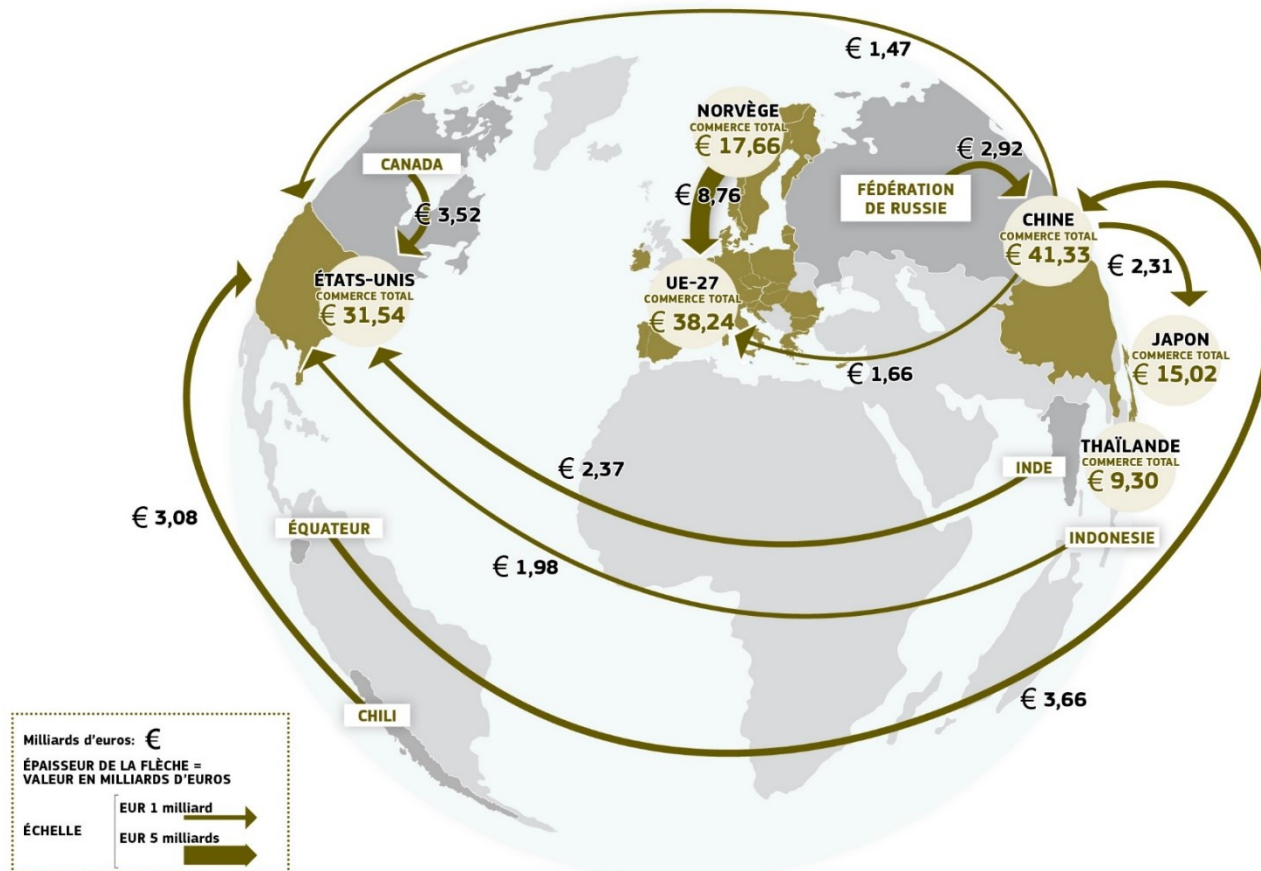 € 1,47
NORVÈGE
COMMERCE TOTAL
€ 17,66
CANADA
€ 2,92
€ 8,76
FÉDÉRATION
DE RUSSIE
€ 3,52
CHINE
COMMERCE TOTAL
€ 41,33
€ 2,31
ÉTATS-UNIS
COMMERCE TOTAL
€ 31,54
UE-27
COMMERCE TOTAL
€ 38,24
JAPON
COMMERCE TOTAL
€ 15,02
€ 1,66
THAÏLANDE
COMMERCE TOTAL
€ 9,30
€ 2,37
INDE
€ 3,08
ÉQUATEUR
INDONESIE
€ 1,98
€ 3,66
CHILI
Milliards d'euros: €
ÉPAISSEUR DE LA FLÈCHE =
VALEUR EN MILLIARDS D'EUROS
ÉCHELLE
EUR 1 milliard
EUR 5 milliards